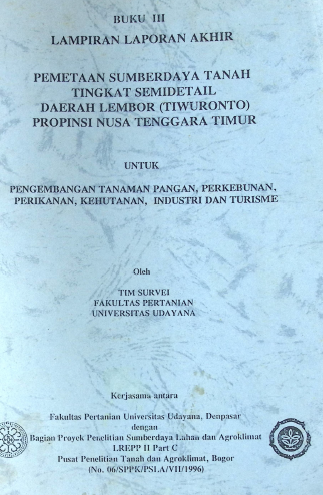 BUKU III
LAMPIRAN LAPORAN AKHIR
PEMETAAN SUMBERDAYA TANAH
TINGKAT SEMIDETAIL
DAERAH LEMBOR (TIWURONTO)
PROPINSI NUSA TENGGARA TIMUR
UNTUK
PENGEMBANGAN TANAMAN PANGAN, PERKEBUNAN,
PERIKANAN, KEHUTANAN, INDUSTRI DAN TURISME
Oleh
TIM SURVEI
FAKULTAS PERTANIAN
UNIVERSITAS UDAYANA
Kerjasama antara
Fakultas Pertanian Universitas Udayana, Denpasar
dengan
Bagian Proyek Penelitian Sumberdaya Lahan dan Agroklimat
LREPP II Part C
Pusat Penelitian Tanah dan Agroklimat, Bogor
(No. 06/SPPK/PSLA/VII/1996)